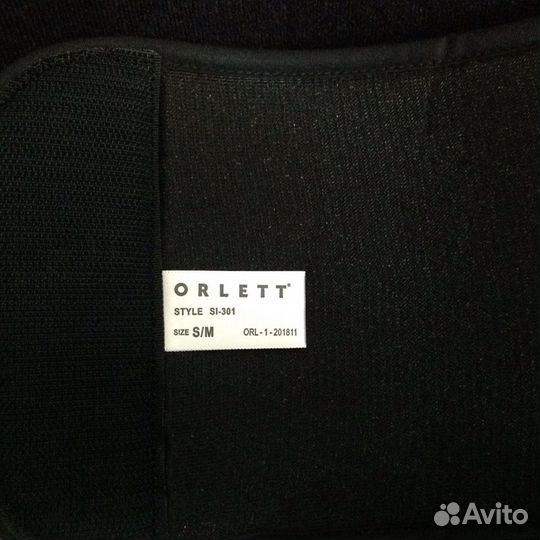 ORLETT®
STYLE SI-301
SIZE S/M ORL-1-201811
Avito